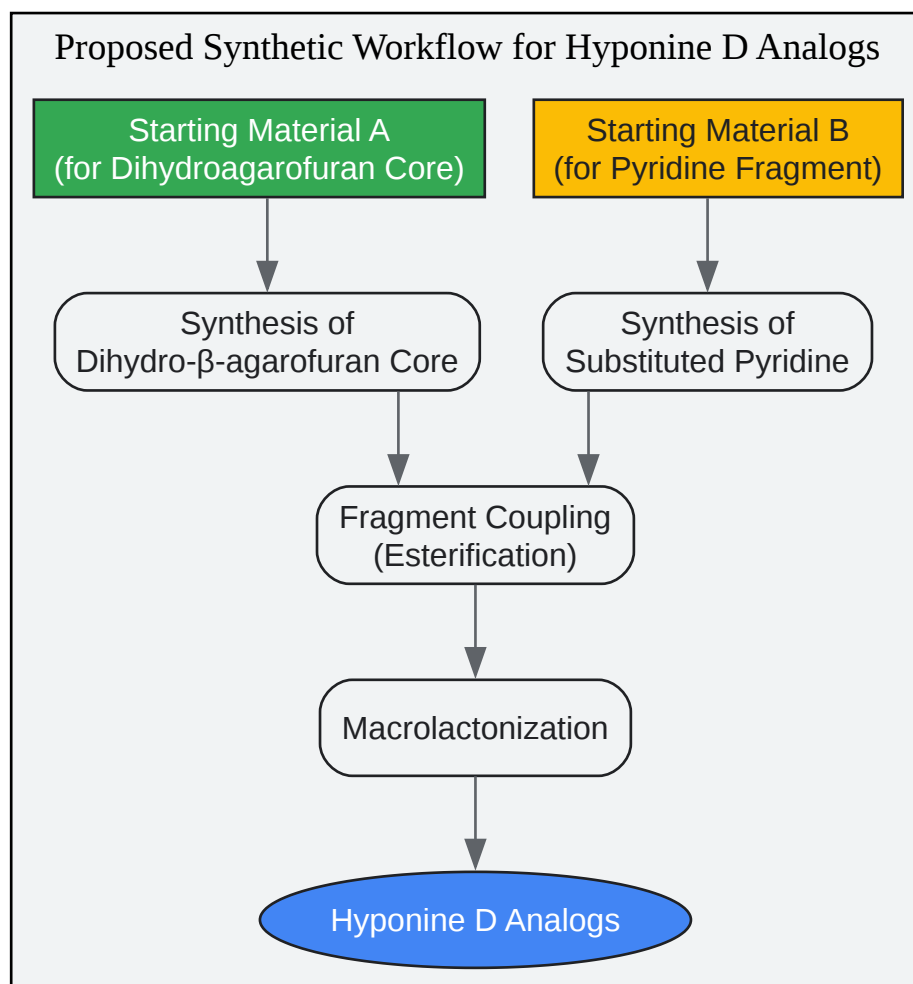 Proposed Synthetic Workflow for Hyponine D Analogs
Starting Material A
(for Dihydroagarofuran Core)
Starting Material B
(for Pyridine Fragment)
Synthesis of
Dihydro-β-agarofuran Core
Synthesis of
Substituted Pyridine
Fragment Coupling
(Esterification)
Macrolactonization
Hyponine D Analogs